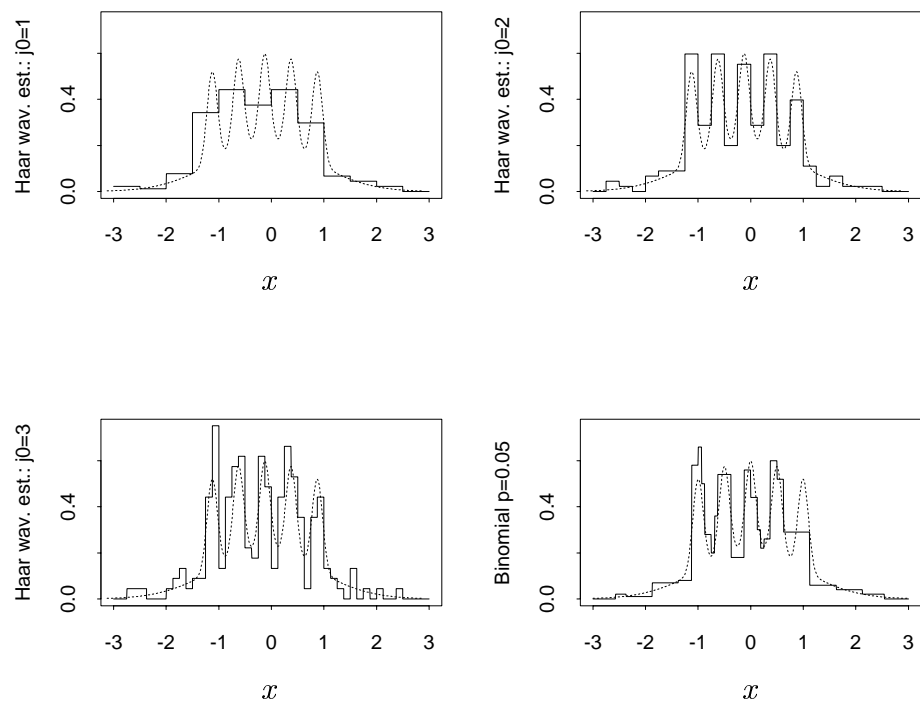 Haar wav. est.: j0=1
0.0 0.4
-3 -2 -1 0 1 2 3
x
Haar wav. est.: j0=2
0.0 0.4
-3 -2 -1 0 1 2 3
x
Haar wav. est.: j0=3
0.0 0.4
-3 -2 -1 0 1 2 3
x
Binomial p=0.05
0.0 0.4
-3 -2 -1 0 1 2 3
x